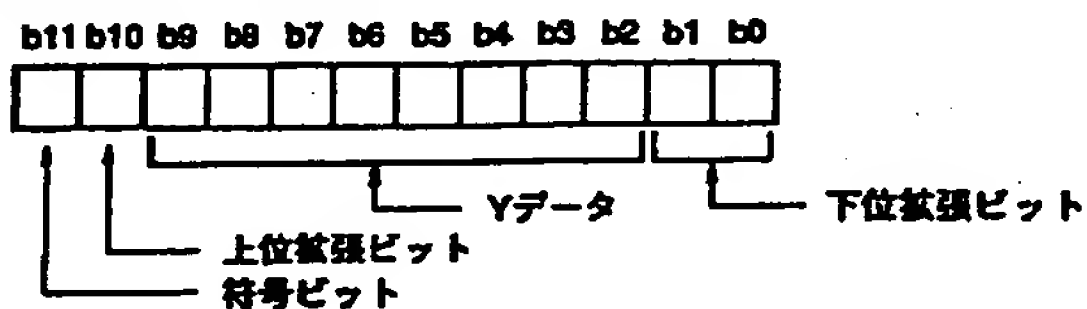 b11 b10 b9 b8 b7 b6 b5 b4 b3 b2 b1 b0
Yデータ
下位拡張ビット
上位拡張ビット
符号ビット